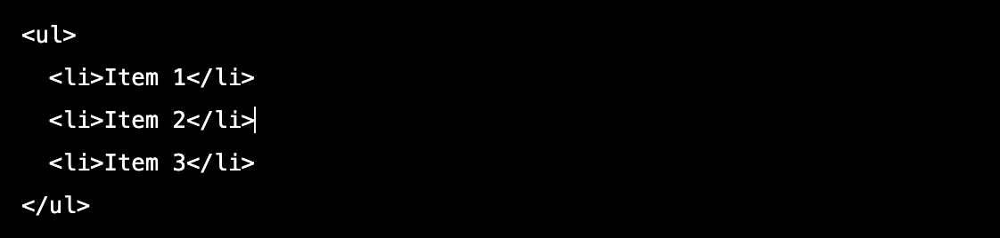 <ul>
  <li>Item 1</li>
  <li>Item 2</li>
  <li>Item 3</li>
</ul>